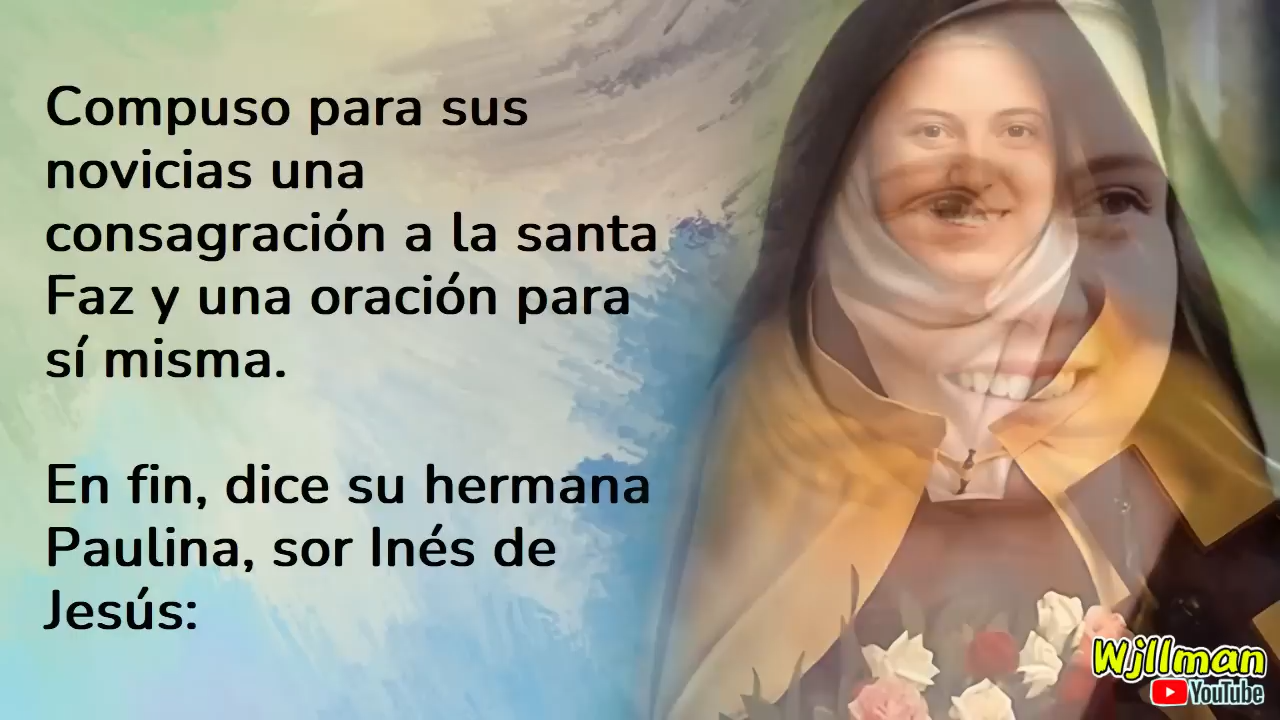 Compuso para sus
novicias una
consagración a la santa
Faz y una oración para
sí misma.
En fin, dice su hermana
Paulina, sor Inés de
Jesús:
Wjllman
YouTube